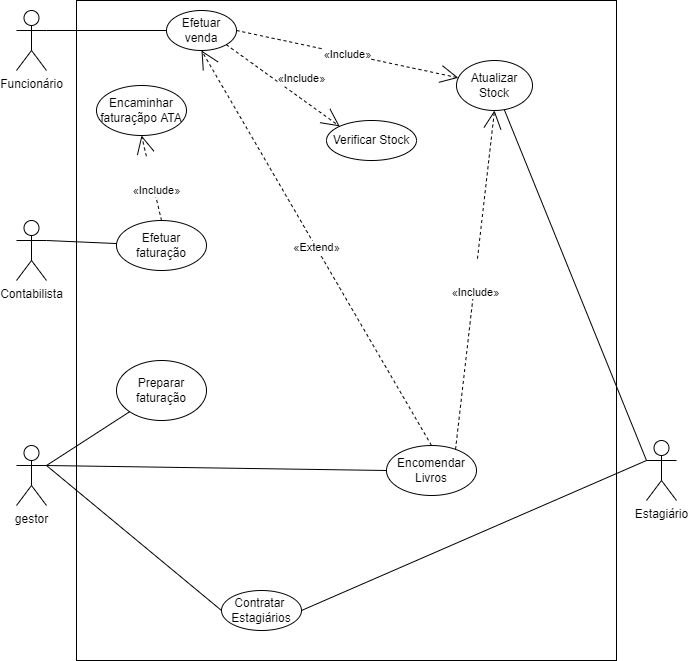 Efetuar
venda
Funcionário
«Include»
«Include»
Atualizar
Stock
Encaminhar
faturaçãpo ATA
Verificar Stock
«Include»
Contabilista
Efetuar
faturação
«Extend»
«Include»
Preparar
faturação
gestor
Encomendar
Livros
Estagiário
Contratar
Estagiários